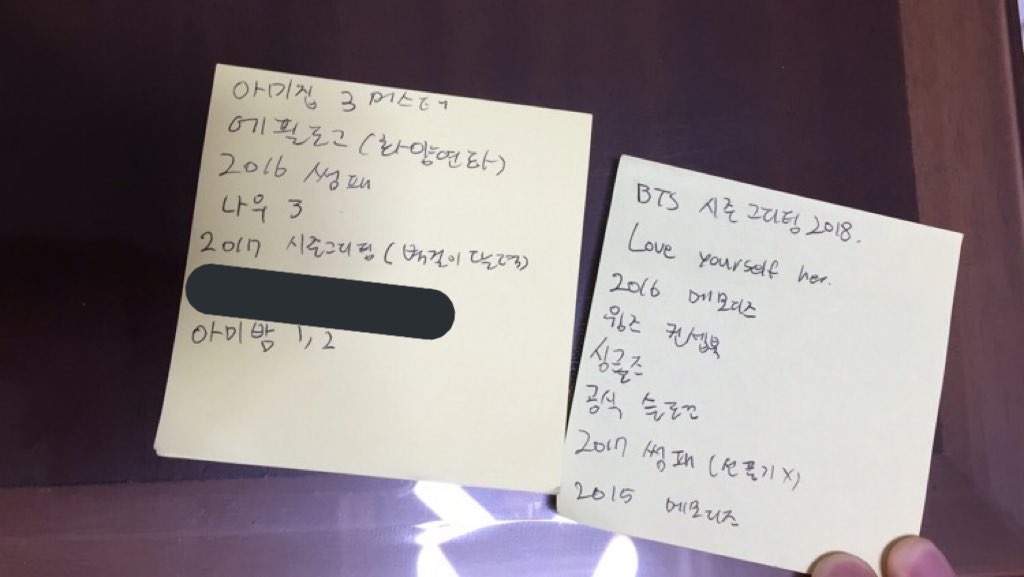 아미집 3 머스터
에필로그 (화양연화)
2016 썸패
나우 3
2017 시즌그리팅 (벽걸이 달력)
아미밤 1, 2
BTS 시즌 그리팅 2018.
Love yourself her.
2016 메모리즈
윙즈 컨셉북
싱글즈
공식 슬로건
2017 썸패 (선풍기 x)
2015 메모리즈